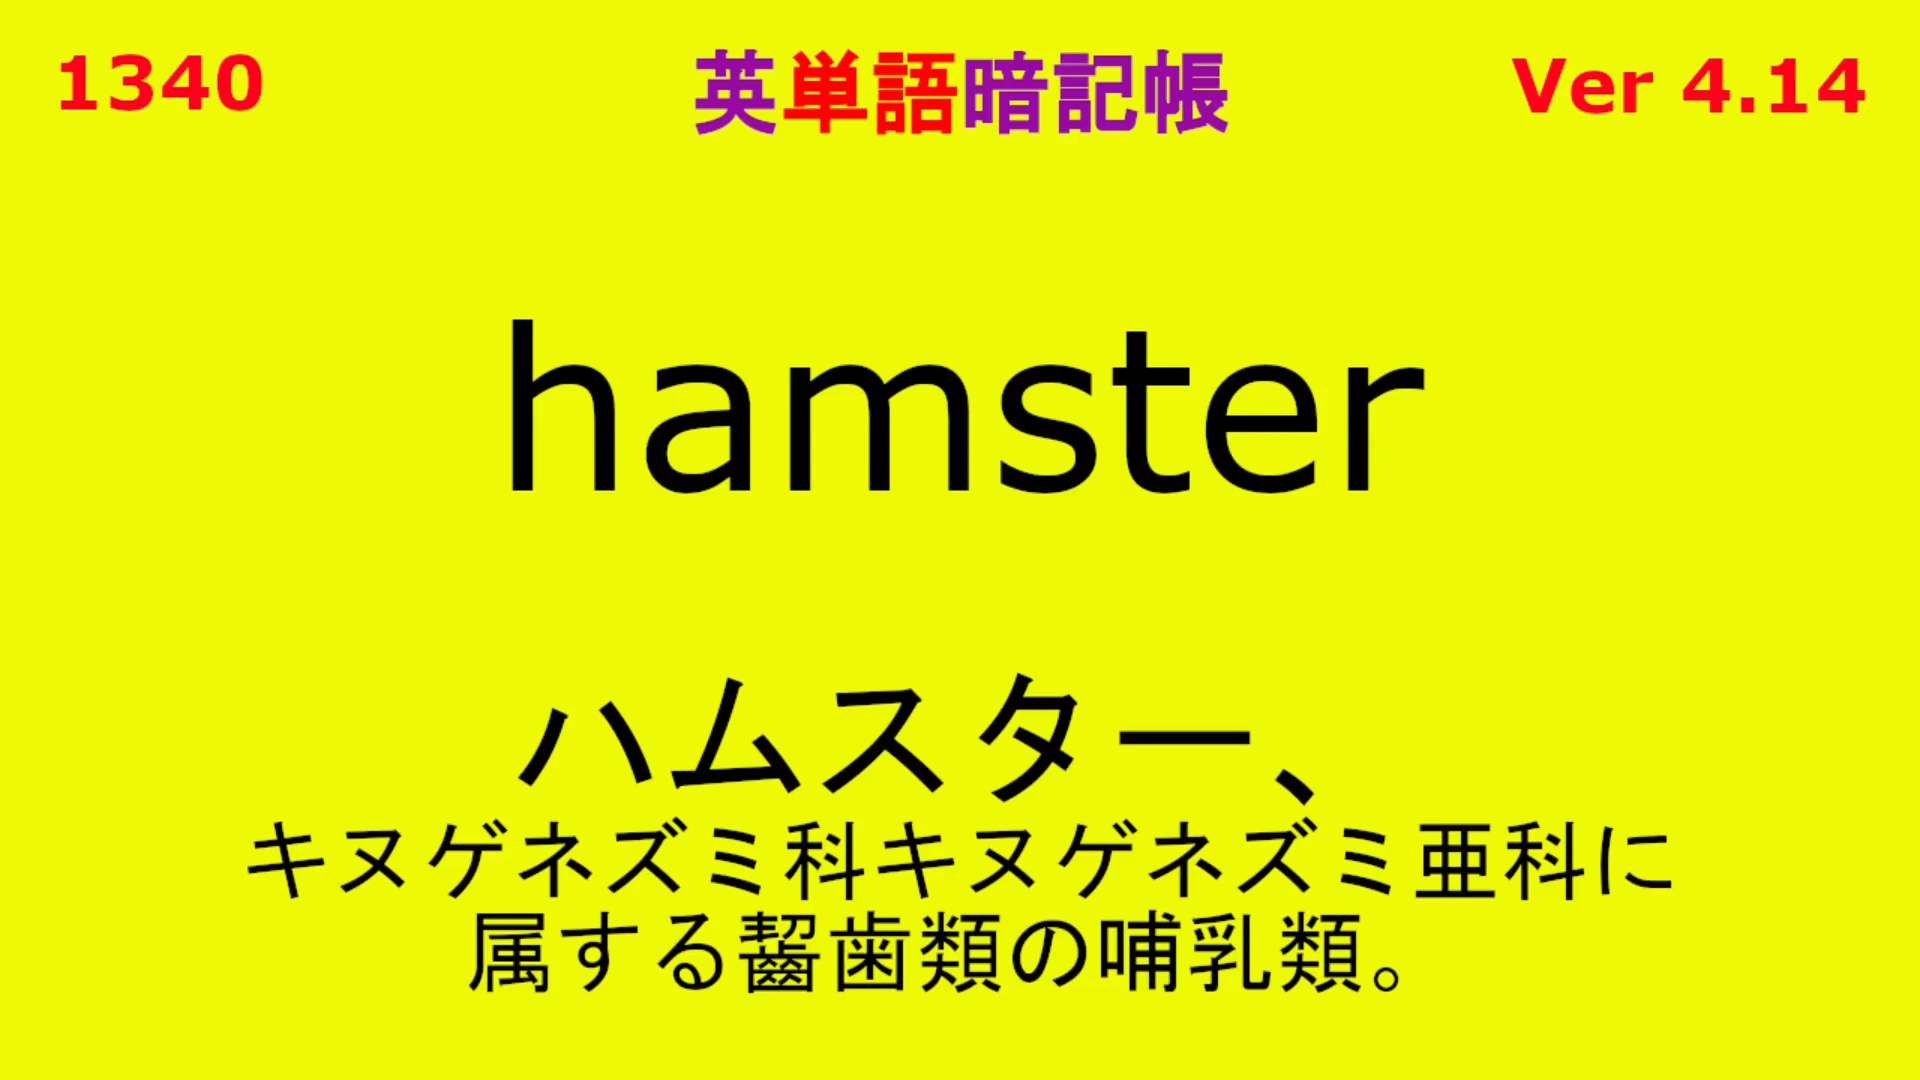 1340
英単語暗記帳
Ver 4.14
hamster
ハムスター、
キヌゲネズミ科キヌゲネズミ亜科に
属する齧歯類の哺乳類。